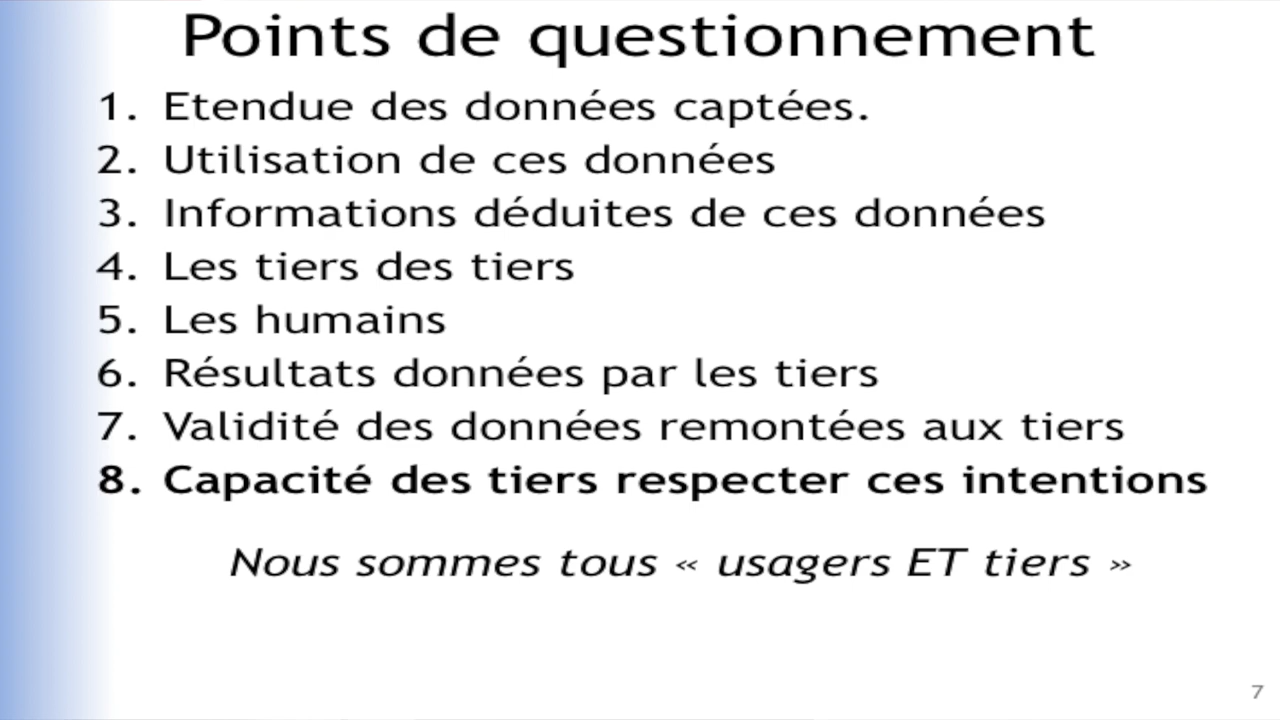 Points de questionnement
1. Etendue des données captées.
2. Utilisation de ces données
3. Informations déduites de ces données
4. Les tiers des tiers
5. Les humains
6. Résultats données par les tiers
7. Validité des données remontées aux tiers
8. Capacité des tiers respecter ces intentions
Nous sommes tous « usagers ET tiers »
7